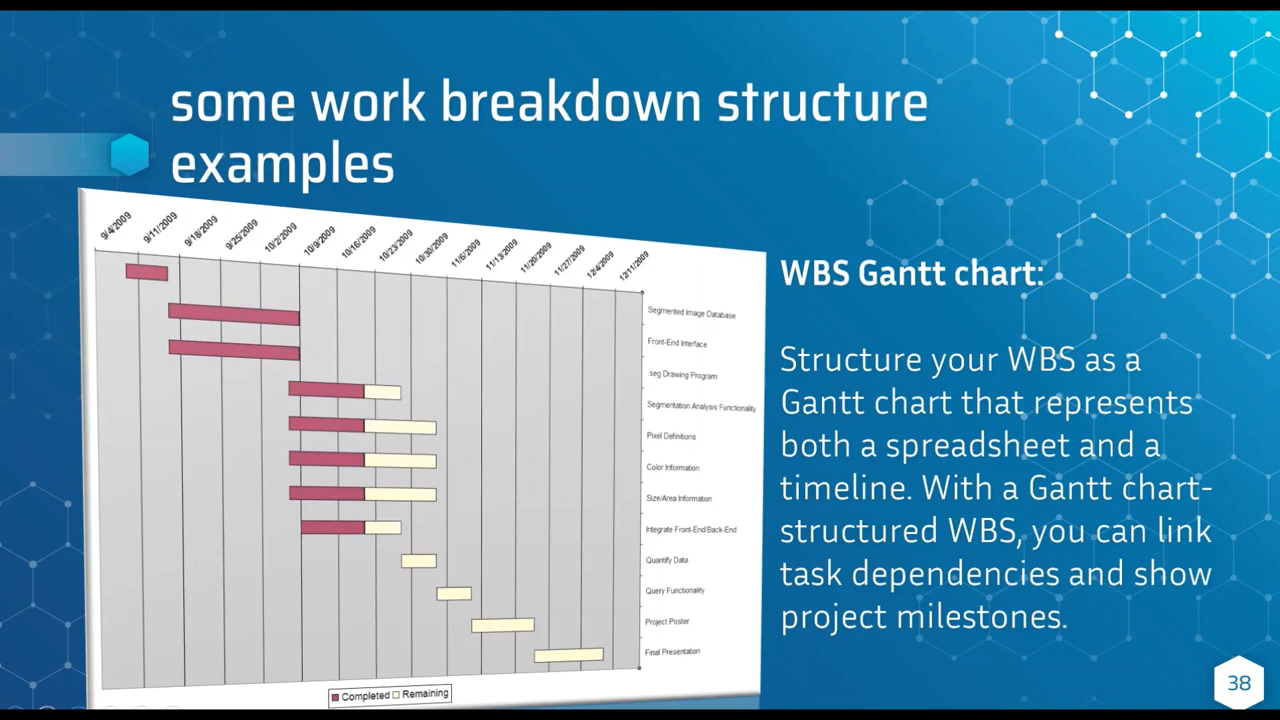 some work breakdown structure
examples
9/4/2009
9/11/2009
9/18/2009
9/25/2009
10/2/2009
10/9/2009
10/16/2009
10/23/2009
10/30/2009
11/6/2009
11/13/2009
11/20/2009
11/27/2009
12/4/2009
12/11/2009
Segmented Image Database
Front-End Interface
.seg Drawing Program
Segmentation Analysis Functionality
Pixel Definitions
Color Information
Size/Area Information
Integrate Front-End/Back-End
Quantify Data
Query Functionality
Project Poster
Final Presentation
Completed Remaining
WBS Gantt chart:
Structure your WBS as a
Gantt chart that represents
both a spreadsheet and a
timeline. With a Gantt chart-
structured WBS, you can link
task dependencies and show
project milestones.
38